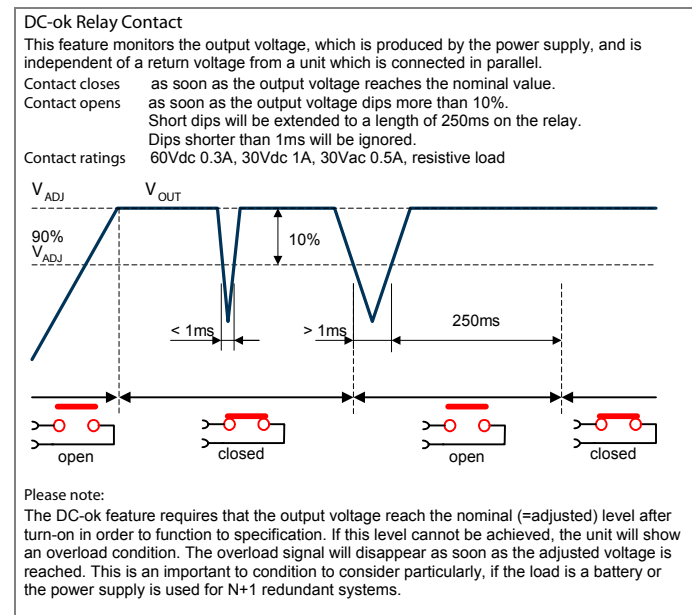 DC-ok Relay Contact
This feature monitors the output voltage, which is produced by the power supply, and is
independent of a return voltage from a unit which is connected in parallel.
Contact closes as soon as the output voltage reaches the nominal value.
Contact opens as soon as the output voltage dips more than 10%.
Short dips will be extended to a length of 250ms on the relay.
Dips shorter than 1ms will be ignored.
Contact ratings 60Vdc 0.3A, 30Vdc 1A, 30Vac 0.5A, resistive load
VADJ VOUT
90%
VADJ
10%
< 1ms > 1ms 250ms
open closed open closed
Please note:
The DC-ok feature requires that the output voltage reach the nominal (=adjusted) level after
turn-on in order to function to specification. If this level cannot be achieved, the unit will show
an overload condition. The overload signal will disappear as soon as the adjusted voltage is
reached. This is an important to condition to consider particularly, if the load is a battery or
the power supply is used for N+1 redundant systems.